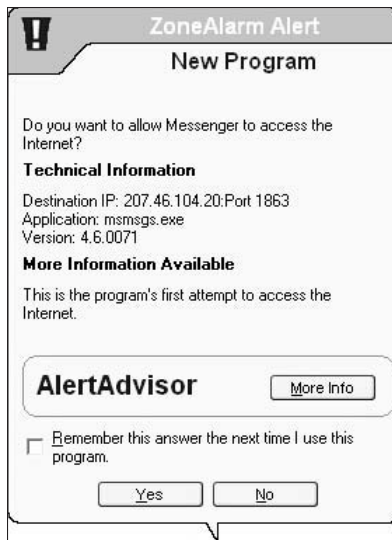 ZoneAlarm Alert
New Program
Do you want to allow Messenger to access the
Internet?
Technical Information
Destination IP: 207.46.104.20:Port 1863
Application: msmsgs.exe
Version: 4.6.0071
More Information Available
This is the program's first attempt to access the
Internet.
AlertAdvisor
More Info
Remember this answer the next time I use this
program.
Yes
No